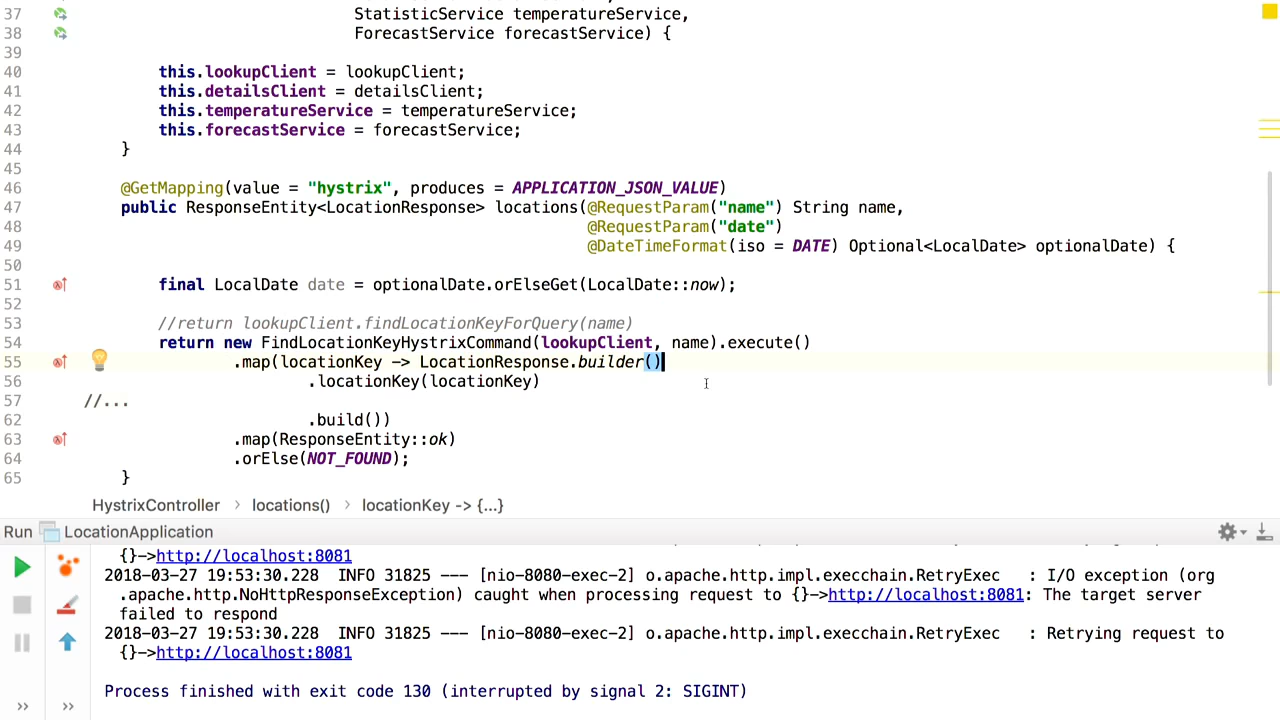 37 StatisticService temperatureService,
38 ForecastService forecastService) {
39
40 this.lookupClient = lookupClient;
41 this.detailsClient = detailsClient;
42 this.temperatureService = temperatureService;
43 this.forecastService = forecastService;
44 }
45
46 @GetMapping(value = "hystrix", produces = APPLICATION_JSON_VALUE)
47 public ResponseEntity<LocationResponse> locations(@RequestParam("name") String name,
48 @RequestParam("date")
49 @DateTimeFormat(iso = DATE) Optional<LocalDate> optionalDate) {
50
51 final LocalDate date = optionalDate.orElseGet(LocalDate::now);
52
53 //return lookupClient.findLocationKeyForQuery(name)
54 return new FindLocationKeyHystrixCommand(lookupClient, name).execute()
55 .map(locationKey -> LocationResponse.builder()
56 .locationKey(locationKey)
57 //...
62 .build())
63 .map(ResponseEntity::ok)
64 .orElse(NOT_FOUND);
65 }
HystrixController > locations() > locationKey -> {...}
Run LocationApplication
{}->http://localhost:8081
2018-03-27 19:53:30.228 INFO 31825 --- [nio-8080-exec-2] o.apache.http.impl.execchain.RetryExec : I/O exception (org
.apache.http.NoHttpResponseException) caught when processing request to {}->http://localhost:8081: The target server
failed to respond
2018-03-27 19:53:30.228 INFO 31825 --- [nio-8080-exec-2] o.apache.http.impl.execchain.RetryExec : Retrying request to
{}->http://localhost:8081
Process finished with exit code 130 (interrupted by signal 2: SIGINT)